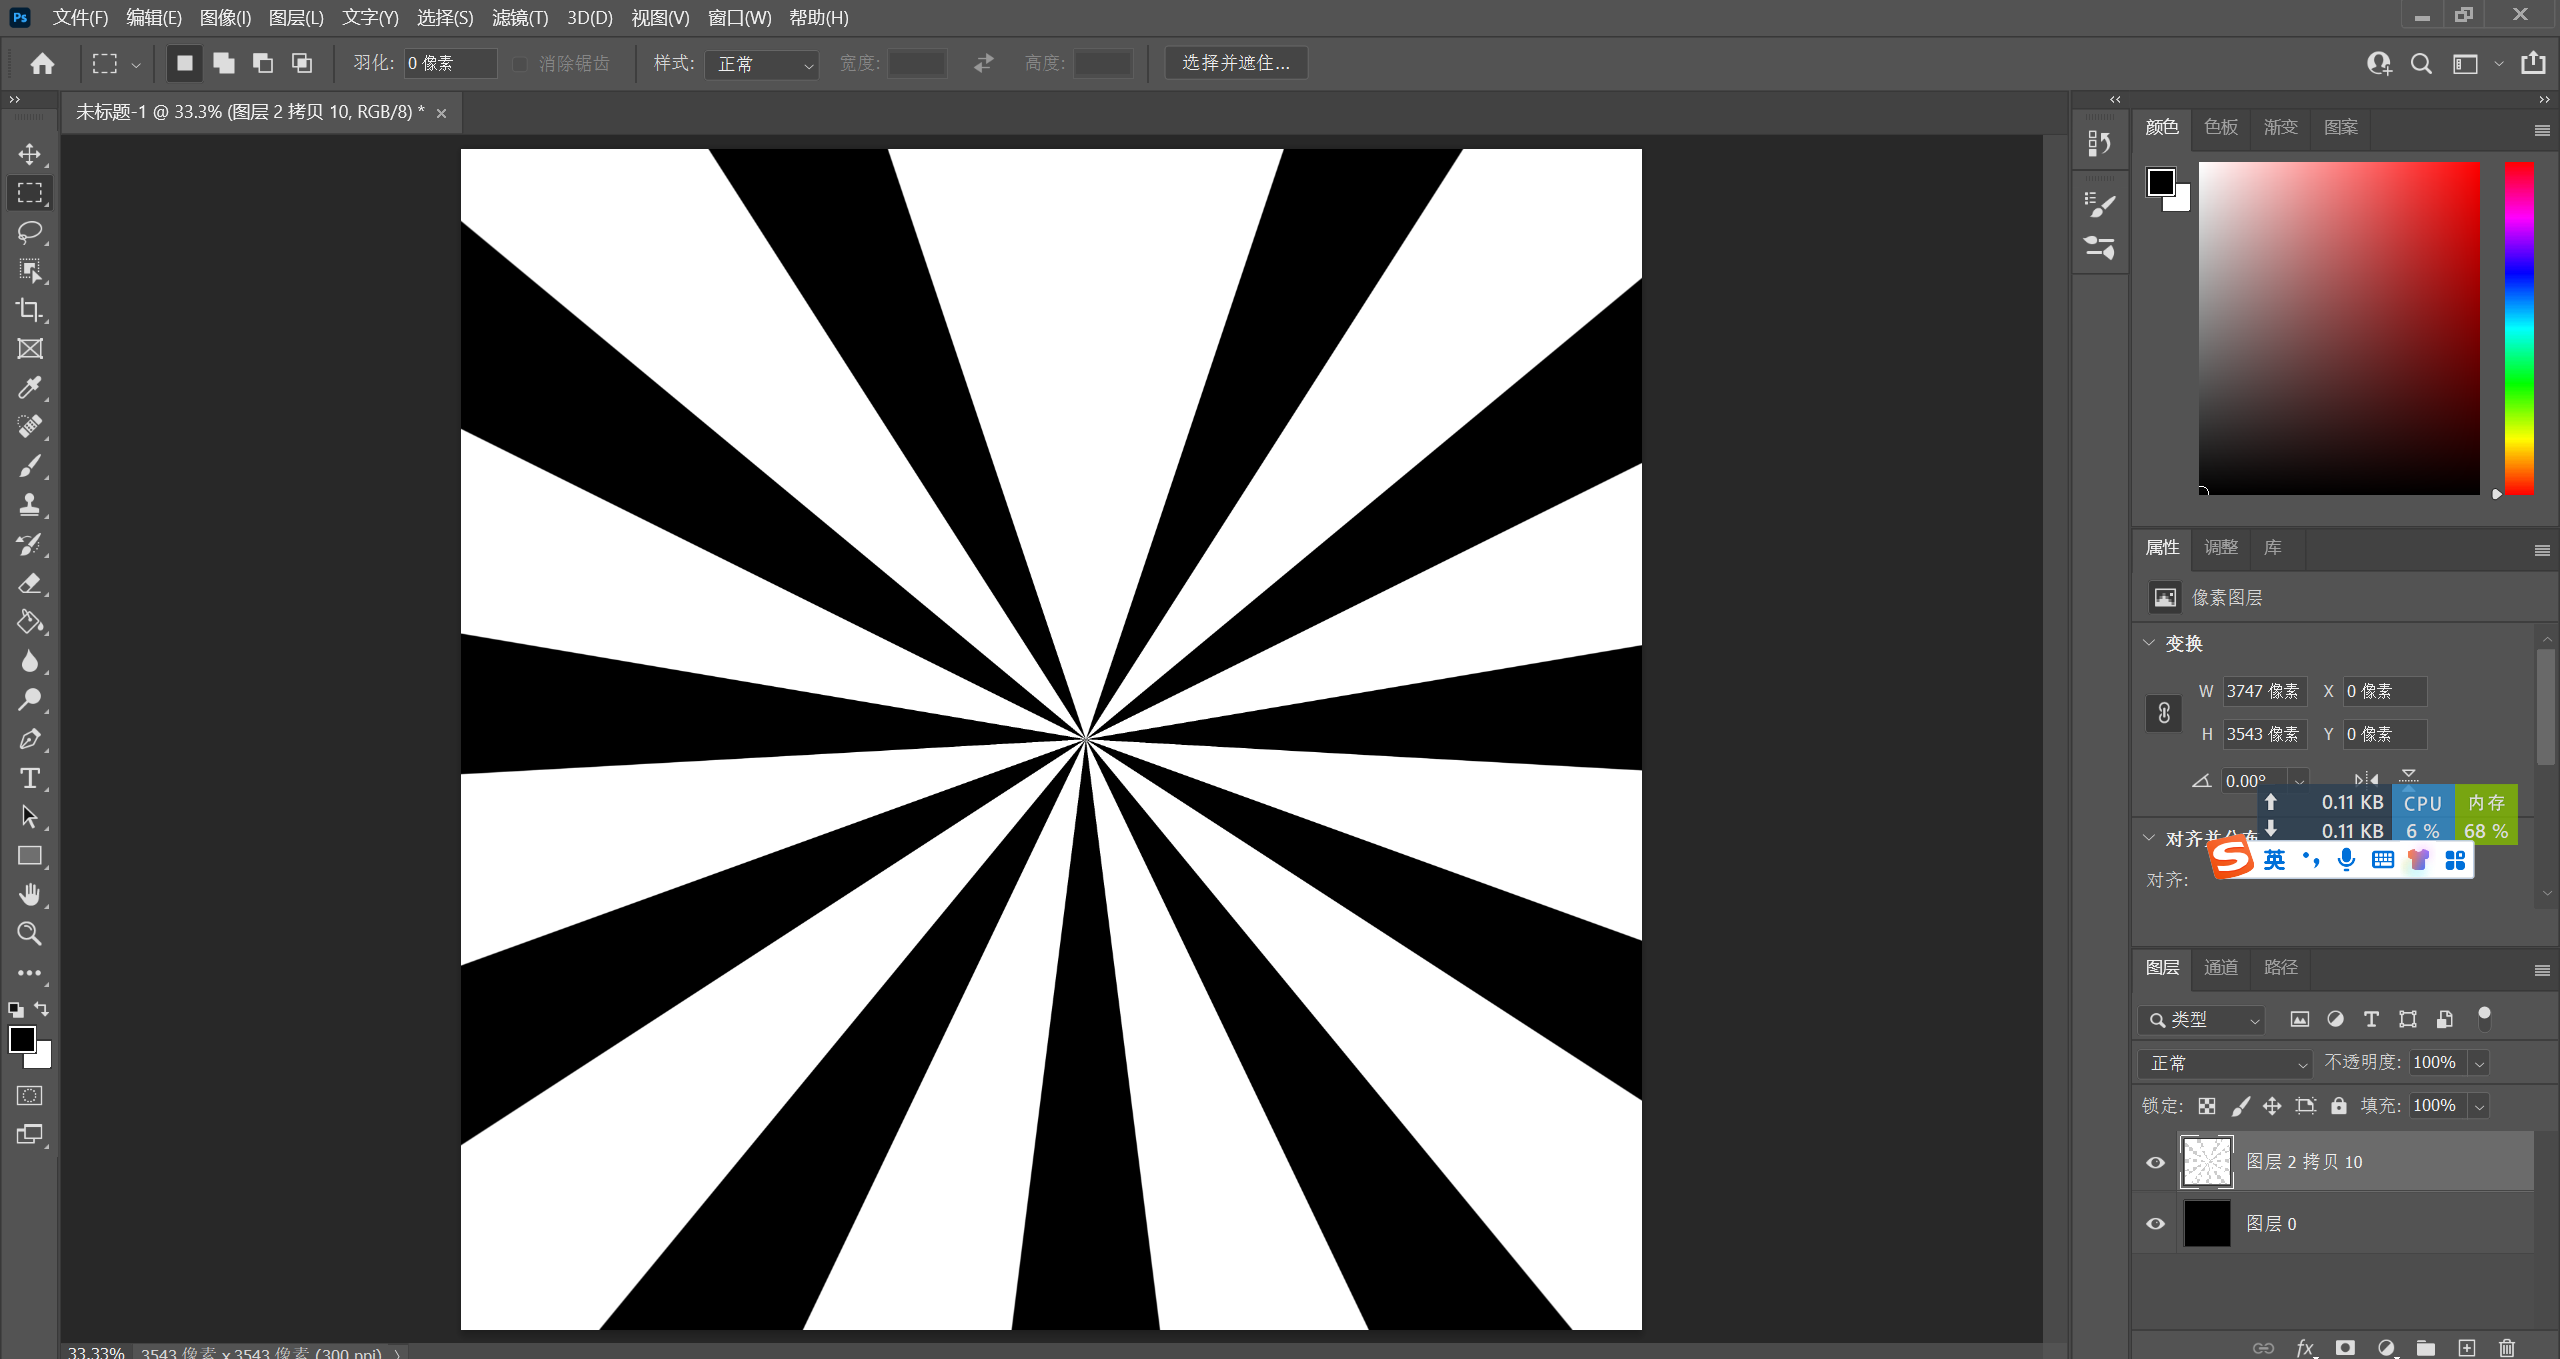 Ps 文件(F) 编辑(E) 图像(I) 图层(L) 文字(Y) 选择(S) 滤镜(T) 3D(D) 视图(V) 窗口(W) 帮助(H)
羽化: 0 像素 消除锯齿 样式: 正常 宽度: 高度: 选择并遮住...
未标题-1 @ 33.3% (图层 2 拷贝 10, RGB/8) * ×
颜色 色板 渐变 图案
属性 调整 库
像素图层
变换
W 3747 像素 X 0 像素
H 3543 像素 Y 0 像素
0.00°
0.11 KB CPU 内存
0.11 KB 6 % 68 %
对齐并分布
英
对齐:
图层 通道 路径
类型
正常 不透明度: 100%
锁定: 填充: 100%
图层 2 拷贝 10
图层 0
33.33% 3543 像素 x 3543 像素 (300 ppi)
fx